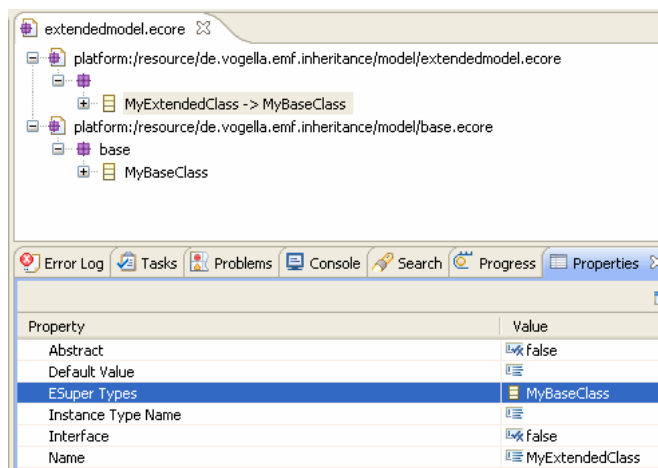 extendedmodel.ecore
platform:/resource/de.vogella.emf.inheritance/model/extendedmodel.ecore
MyExtendedClass -> MyBaseClass
platform:/resource/de.vogella.emf.inheritance/model/base.ecore
base
MyBaseClass
Error Log Tasks Problems Console Search Progress Properties
Property Value
Abstract false
Default Value
ESuper Types MyBaseClass
Instance Type Name
Interface false
Name MyExtendedClass